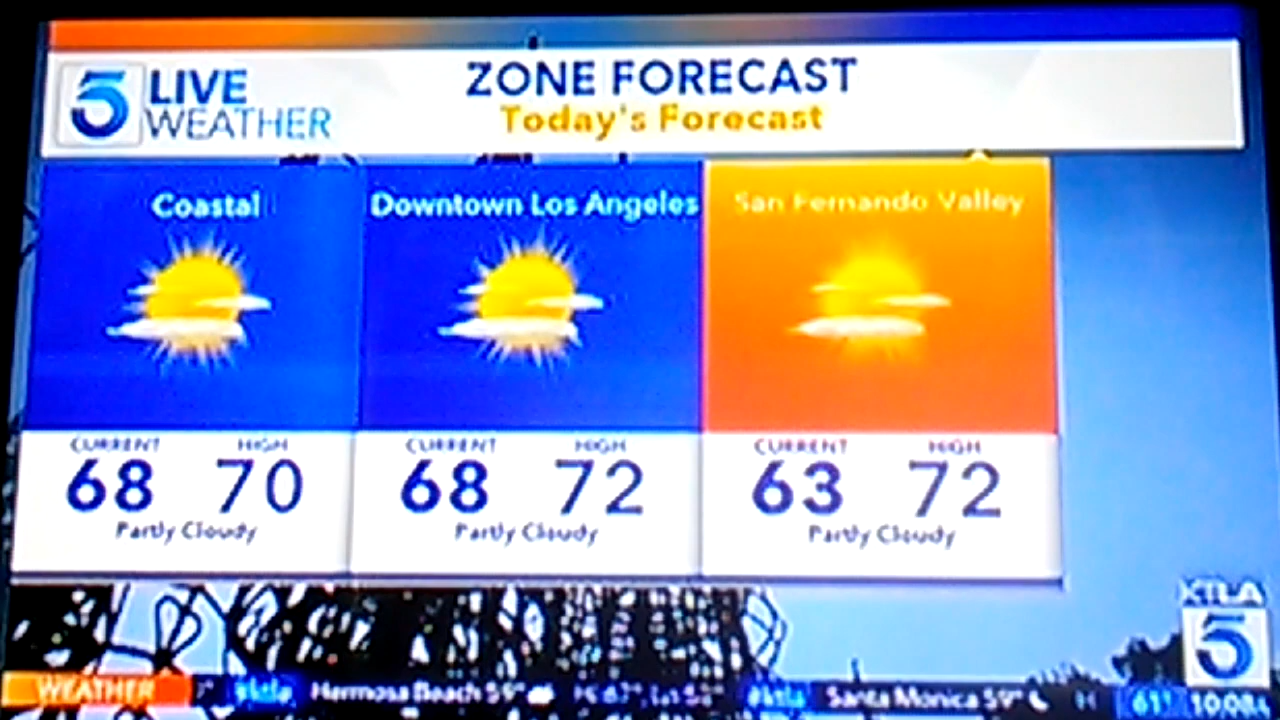 5 LIVE WEATHER
ZONE FORECAST
Today's Forecast
Coastal
CURRENT HIGH
68 70
Partly Cloudy
Downtown Los Angeles
CURRENT HIGH
68 72
Partly Cloudy
San Fernando Valley
CURRENT HIGH
63 72
Partly Cloudy
KTLA
5
WEATHER
Hermosa Beach 59°
Santa Monica 59°
H
61°